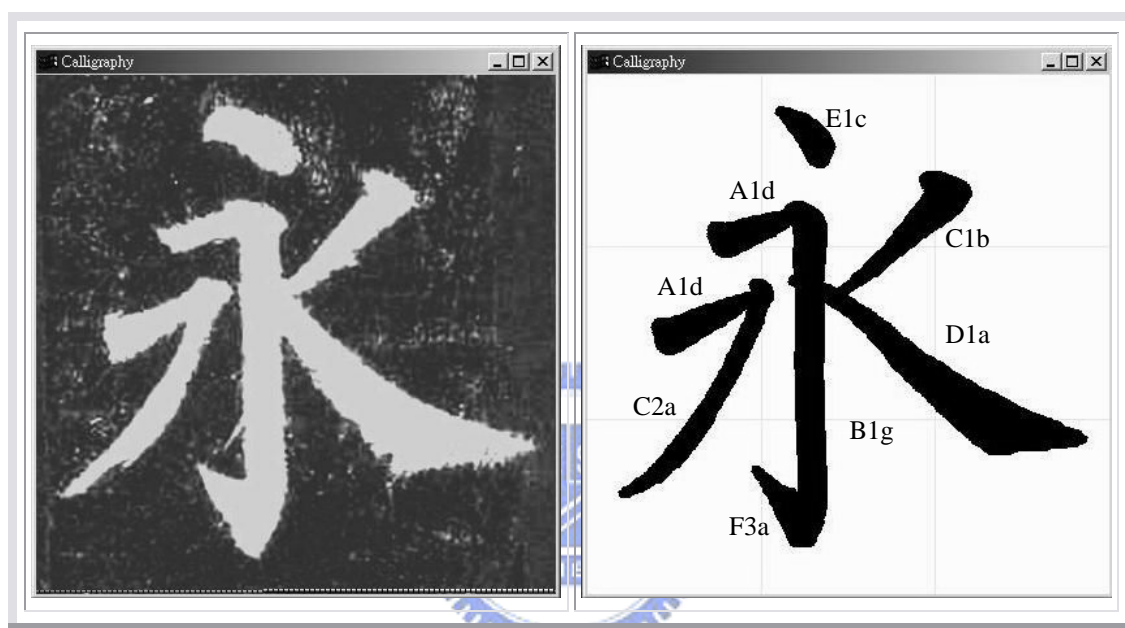 Calligraphy
永
Calligraphy
永
E1c
A1d
C1b
A1d
D1a
C2a
B1g
F3a